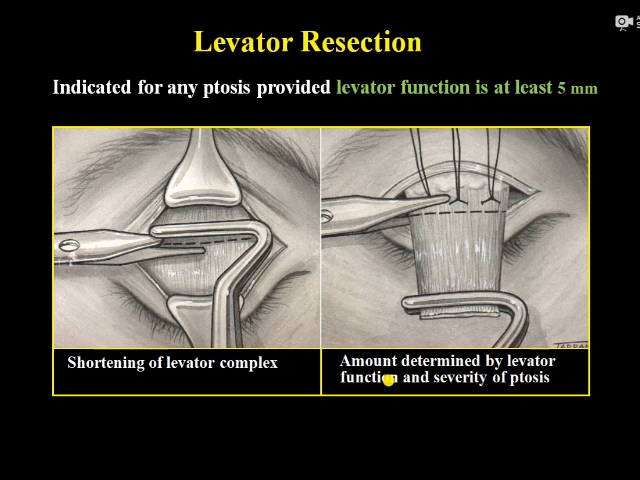 Levator Resection
Indicated for any ptosis provided levator function is at least 5 mm
Shortening of levator complex
Amount determined by levator
function and severity of ptosis